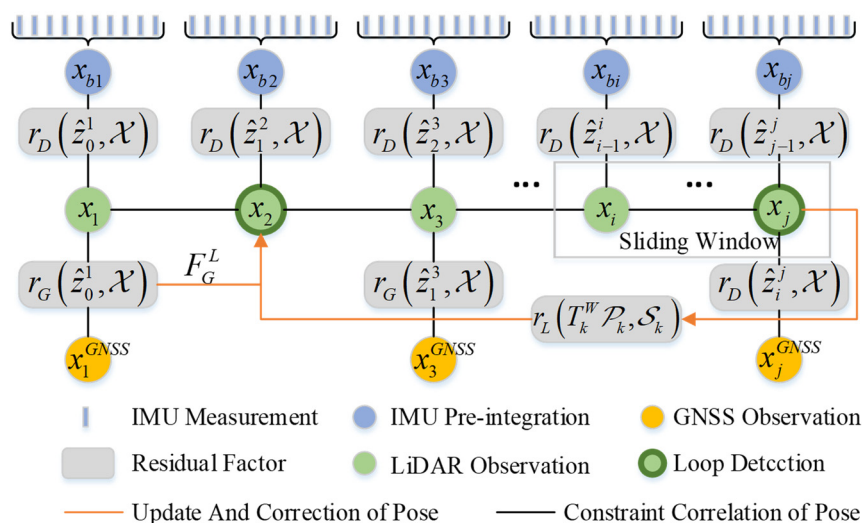 x_{b1} x_{b2} x_{b3} x_{bi} x_{bj}
r_D(ẑ_0^1, 𝒳) r_D(ẑ_1^2, 𝒳) r_D(ẑ_2^3, 𝒳) r_D(ẑ_{i-1}^i, 𝒳) r_D(ẑ_{j-1}^j, 𝒳)
... ...
x_1 x_2 x_3 x_i x_j
Sliding Window
r_G(ẑ_0^1, 𝒳) F_G^L r_G(ẑ_1^3, 𝒳) r_D(ẑ_i^j, 𝒳)
r_L(T_k^W 𝒫_k, 𝒮_k)
x_1^{GNSS} x_3^{GNSS} x_j^{GNSS}
IMU Measurement IMU Pre-integration GNSS Observation
Residual Factor LiDAR Observation Loop Detection
Update And Correction of Pose Constraint Correlation of Pose